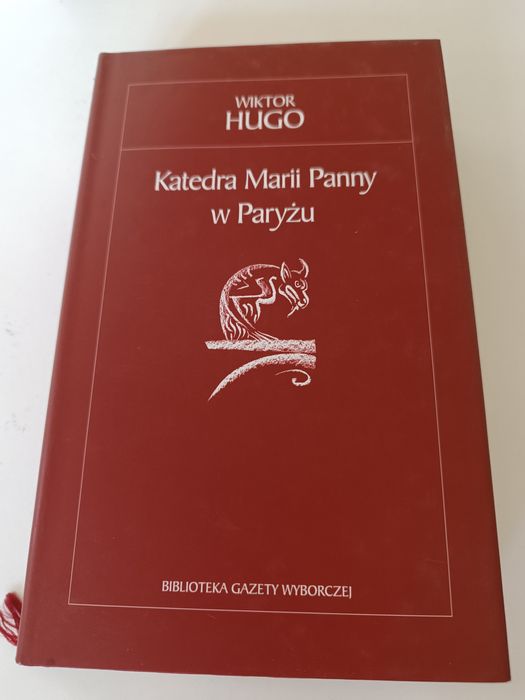 WIKTOR
HUGO
Katedra Marii Panny
w Paryżu
BIBLIOTEKA GAZETY WYBORCZEJ